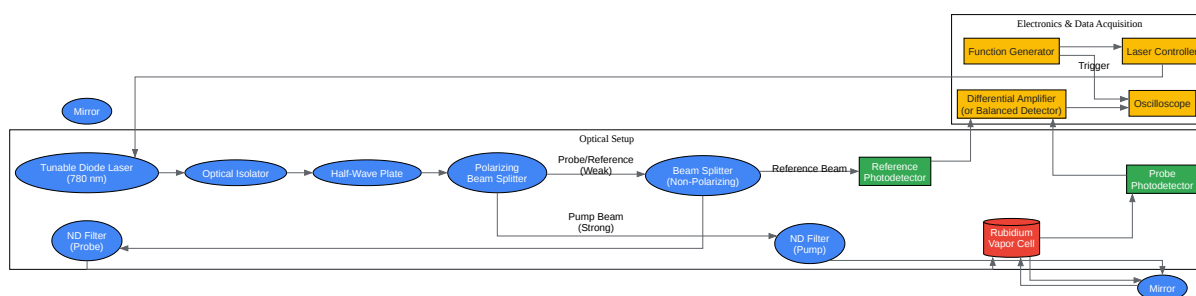 Electronics & Data Acquisition
Function Generator
Laser Controller
Trigger
Differential Amplifier
(or Balanced Detector)
Oscilloscope
Mirror
Optical Setup
Tunable Diode Laser
(780 nm)
Optical Isolator
Half-Wave Plate
Polarizing
Beam Splitter
Probe/Reference
(Weak)
Beam Splitter
(Non-Polarizing)
Reference Beam
Reference
Photodetector
Probe
Photodetector
ND Filter
(Probe)
Pump Beam
(Strong)
ND Filter
(Pump)
Rubidium
Vapor Cell
Mirror